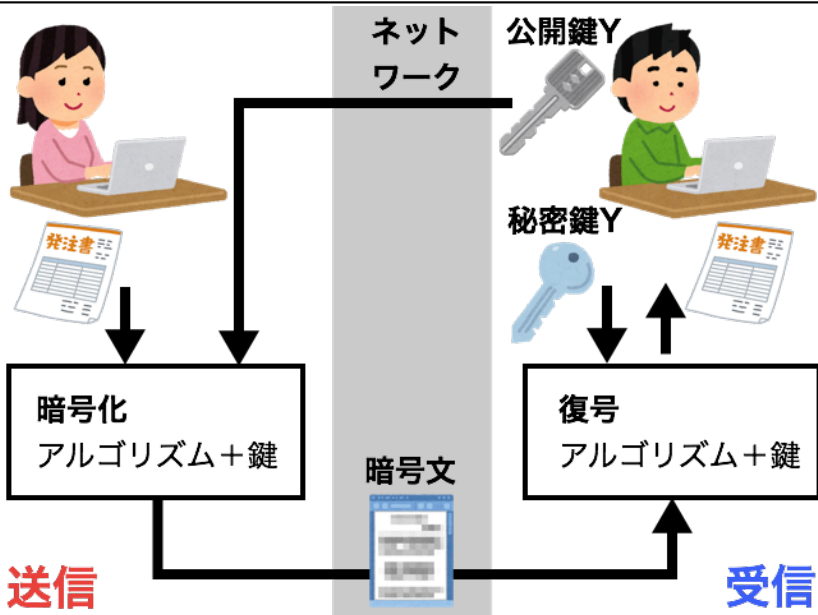 ネット
ワーク
公開鍵Y
秘密鍵Y
発注書
発注書
暗号化
アルゴリズム＋鍵
復号
アルゴリズム＋鍵
暗号文
送信
受信